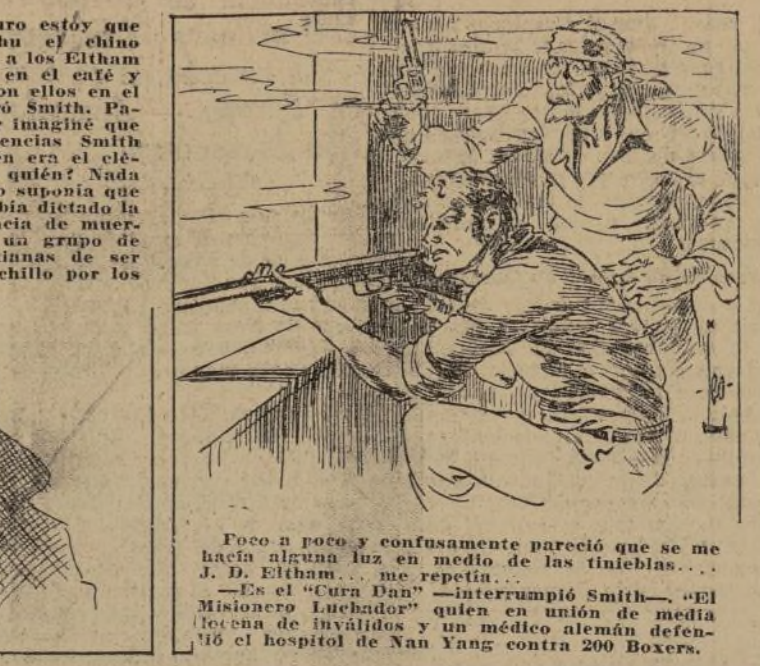 uro estoy que
hu el chino
a los Eltham
en el café y
on ellos en el
ó Smith. Pa-
imaginé que
encias Smith
n era el clé-
quién? Nada
o suponía que
bía dictado la
cia de muer-
un grupo de
tianas de ser
chillo por los
Poco a poco y confusamente pareció que se me
hacía alguna luz en medio de las tinieblas....
J. D. Eltham... me repetía...
—Es el "Cura Dan" —interrumpió Smith—. "El
Misionero Luchador" quien en unión de media
docena de inválidos y un médico alemán defen-
dió el hospitol de Nan Yang contra 200 Boxers.